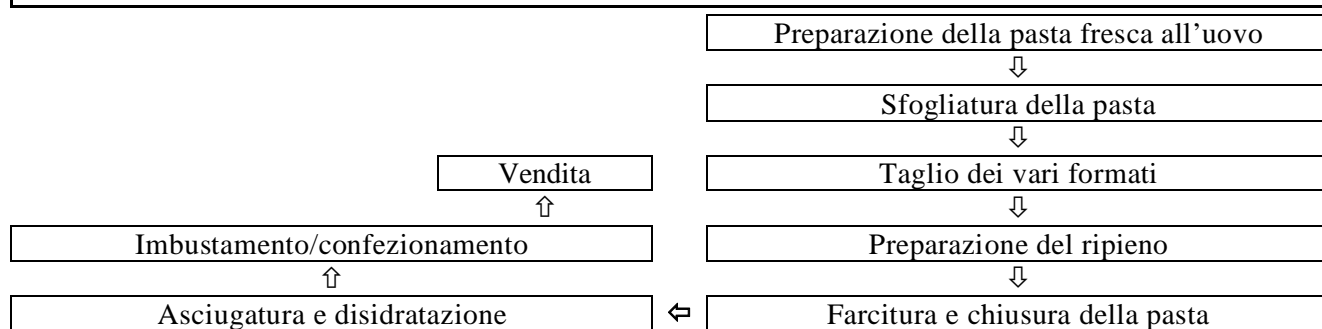 Preparazione della pasta fresca all’uovo
⇩
Sfogliatura della pasta
⇩
Vendita
Taglio dei vari formati
⇧
⇩
Imbustamento/confezionamento
Preparazione del ripieno
⇧
⇩
Asciugatura e disidratazione
⇦
Farcitura e chiusura della pasta